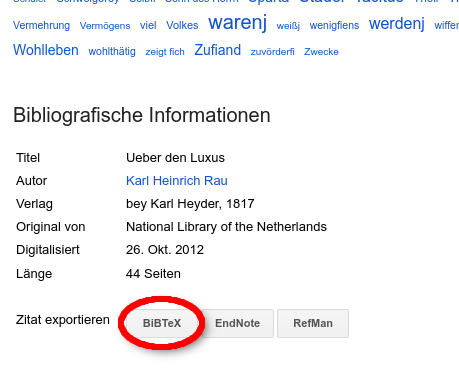 Vermehrung Vermögens viel Volkes warenj weißj wenigfiens werdenj wiffer
Wohlleben wohlthätig zeigt fich Zufiand zuvörderfi Zwecke
Bibliografische Informationen
Titel Ueber den Luxus
Autor Karl Heinrich Rau
Verlag bey Karl Heyder, 1817
Original von National Library of the Netherlands
Digitalisiert 26. Okt. 2012
Länge 44 Seiten
Zitat exportieren BiBTeX EndNote RefMan